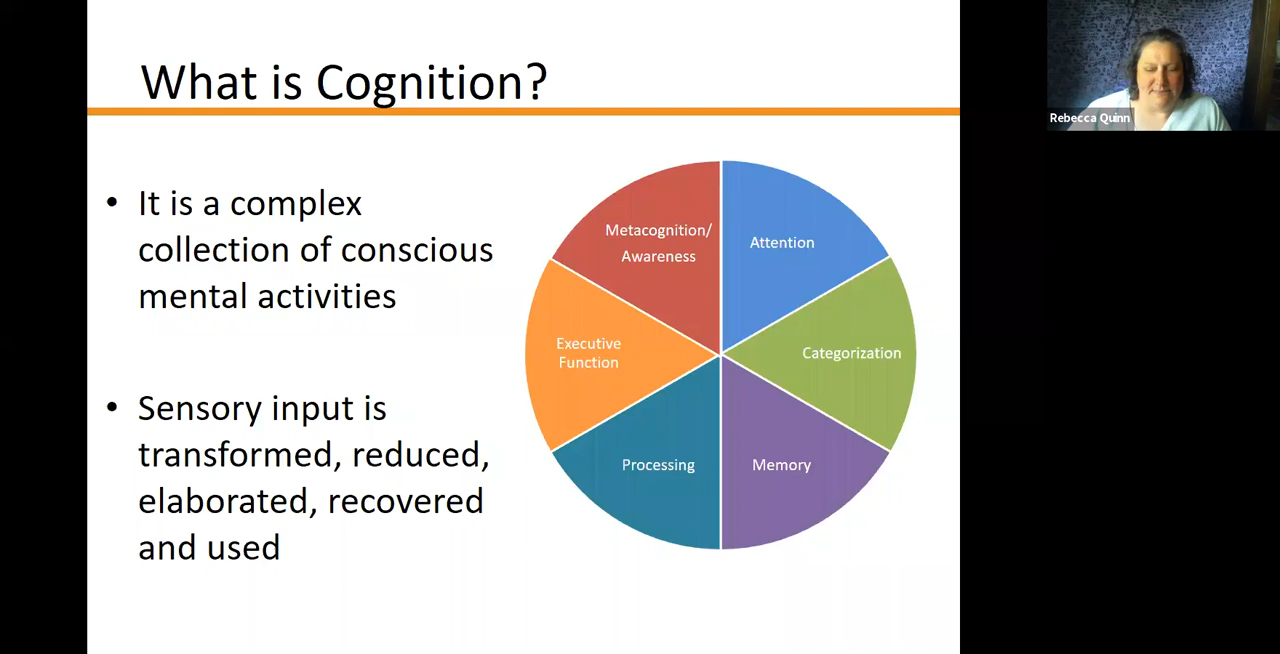 What is Cognition?
• It is a complex
collection of conscious
mental activities
• Sensory input is
transformed, reduced,
elaborated, recovered
and used
Metacognition/
Awareness
Attention
Executive
Function
Categorization
Processing
Memory
Rebecca Quinn